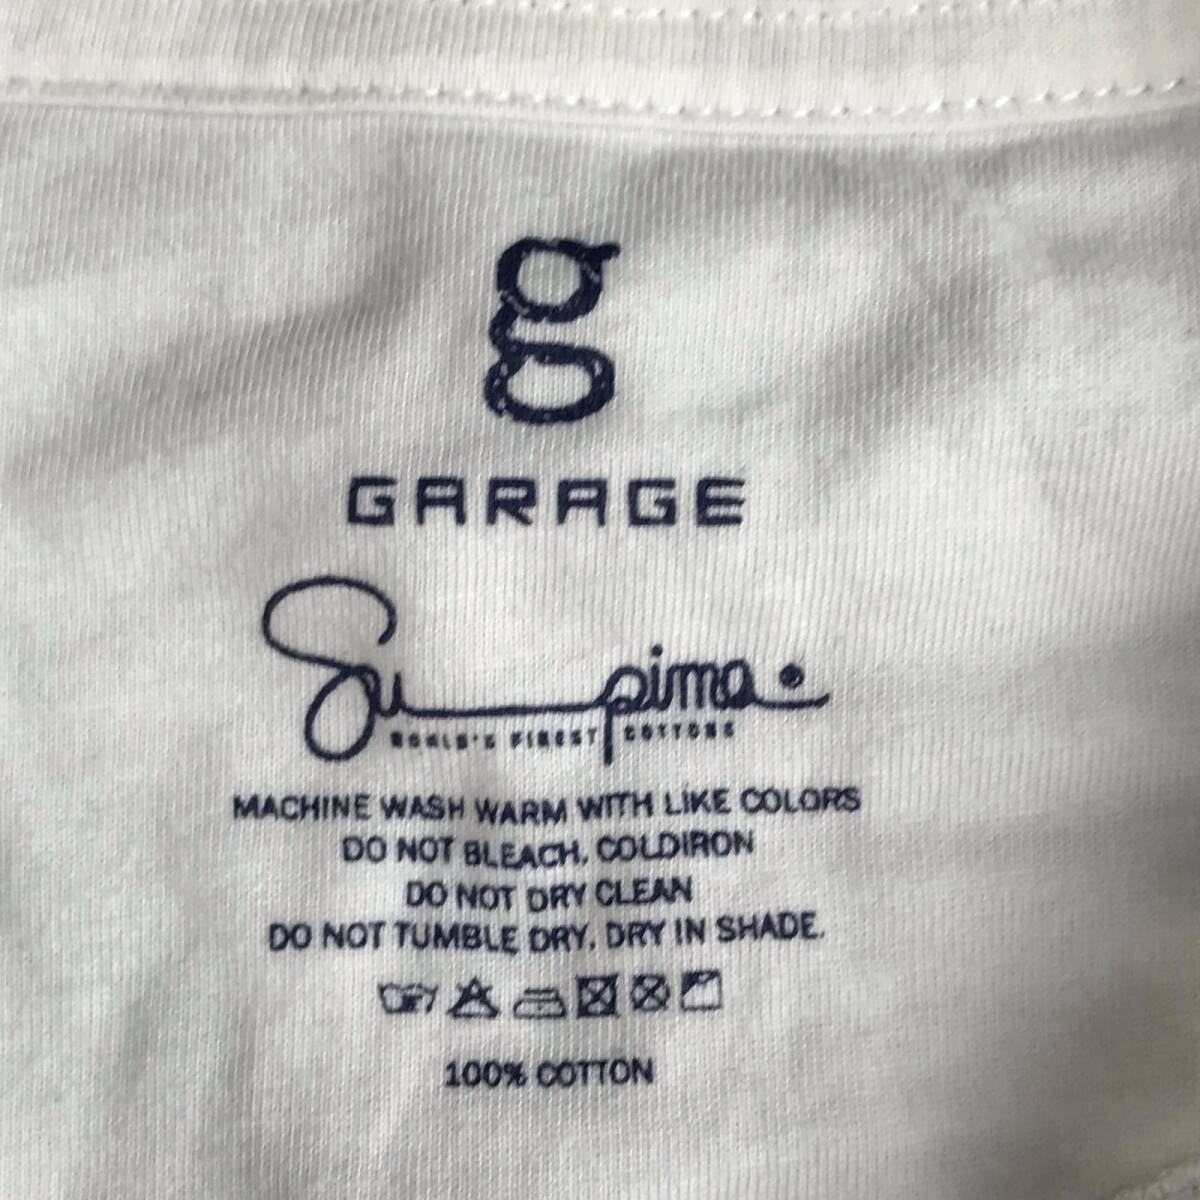 g
GARAGE
Supima
WORLD'S FINEST COTTONS
MACHINE WASH WARM WITH LIKE COLORS
DO NOT BLEACH, COLDIRON
DO NOT DRY CLEAN
DO NOT TUMBLE DRY, DRY IN SHADE.
100% COTTON